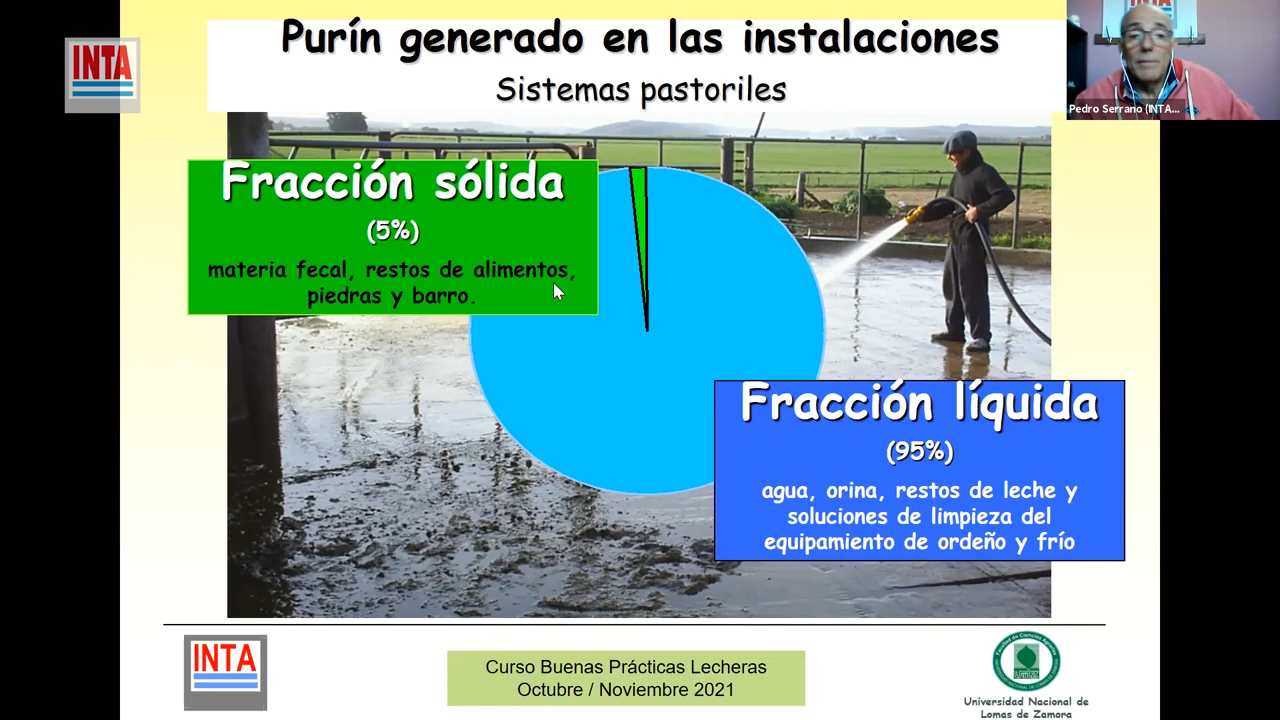 INTA
Purín generado en las instalaciones
Sistemas pastoriles
INTA
Pedro Serrano (INTA...
Fracción sólida
(5%)
materia fecal, restos de alimentos,
piedras y barro.
Fracción líquida
(95%)
agua, orina, restos de leche y
soluciones de limpieza del
equipamiento de ordeño y frío
INTA
Curso Buenas Prácticas Lecheras
Octubre / Noviembre 2021
Universidad Nacional de
Lomas de Zamora